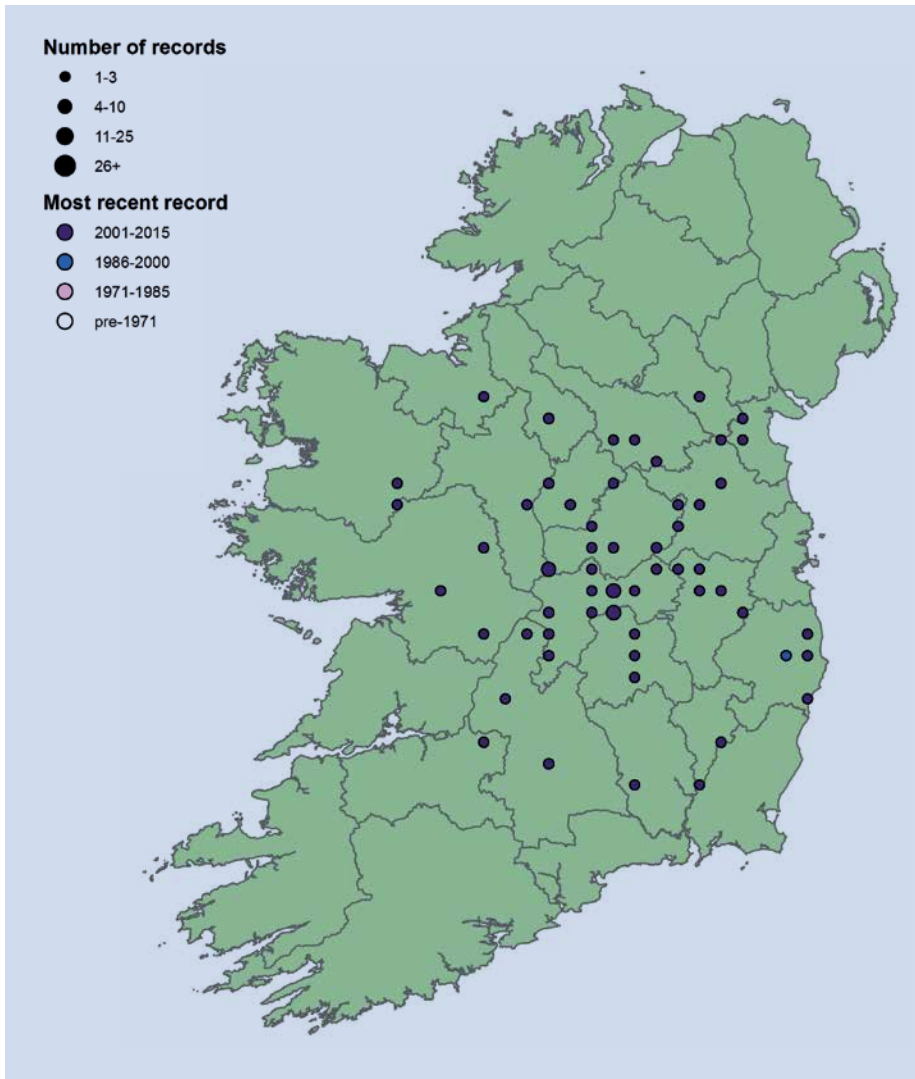 Number of records
1-3
4-10
11-25
26+
Most recent record
2001-2015
1986-2000
1971-1985
pre-1971